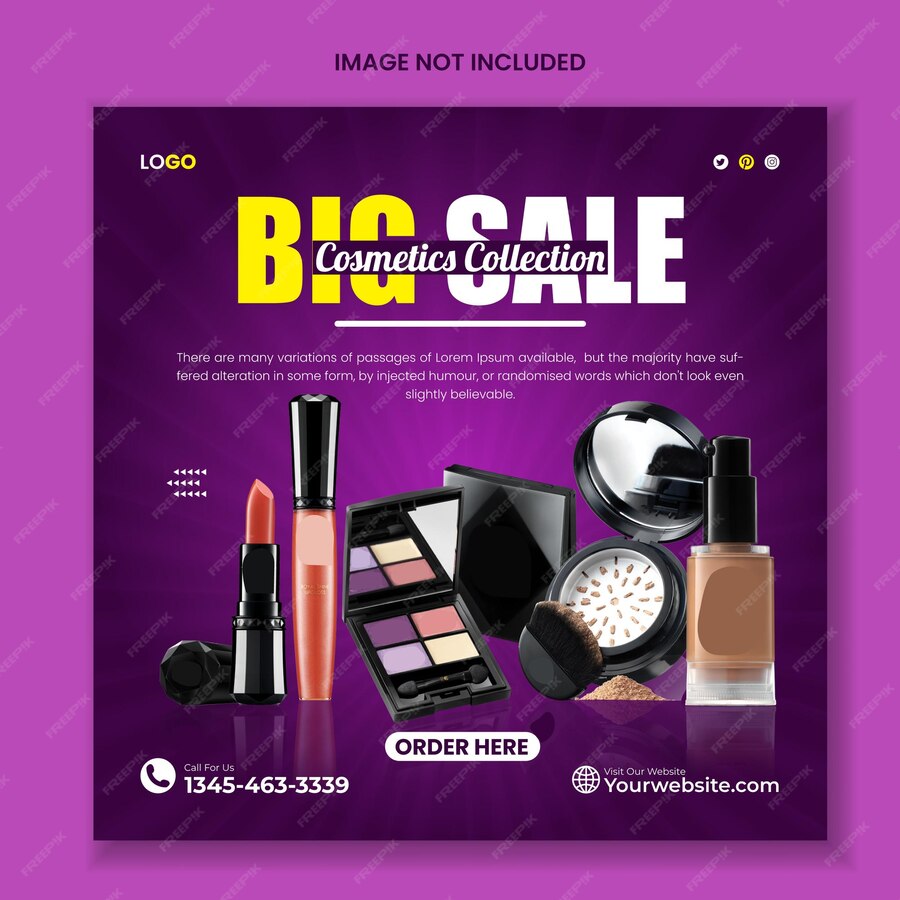 IMAGE NOT INCLUDED
LOGO
BIG SALE
Cosmetics Collection
There are many variations of passages of Lorem Ipsum available, but the majority have suf-
fered alteration in some form, by injected humour, or randomised words which don't look even
slightly believable.
ORDER HERE
Call For Us
1345-463-3339
Visit Our Website
Yourwebsite.com
FREEPIK